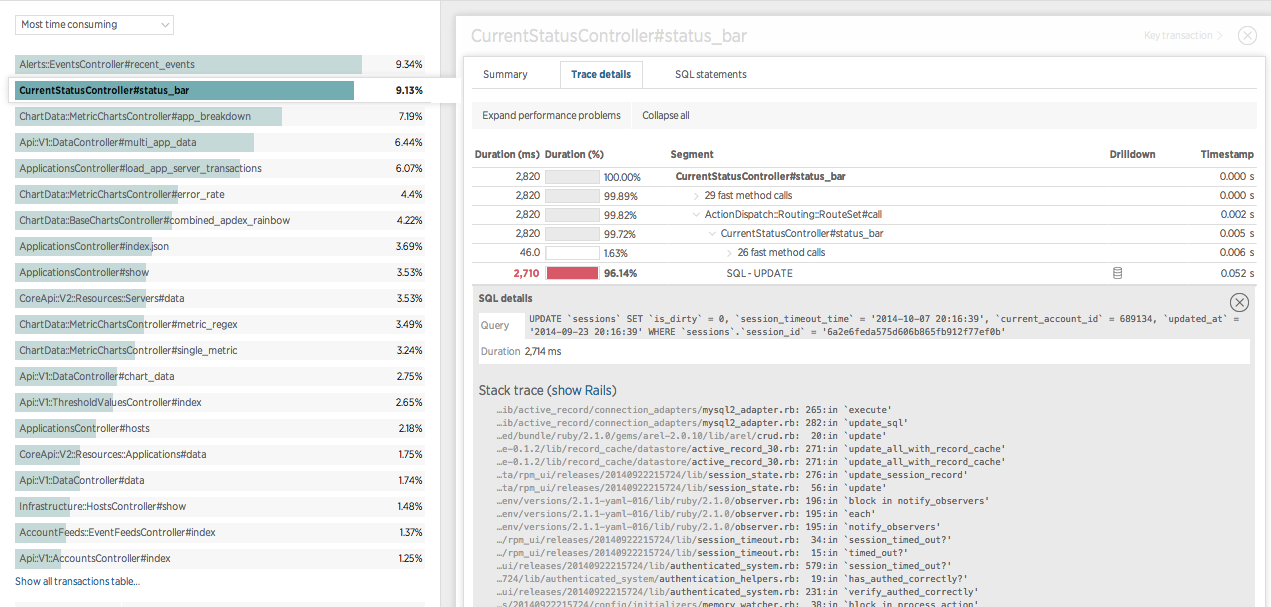 Most time consuming
Alerts::EventsController#recent_events 9.34%
CurrentStatusController#status_bar 9.13%
ChartData::MetricChartsController#app_breakdown 7.19%
Api::V1::DataController#multi_app_data 6.44%
ApplicationsController#load_app_server_transactions 6.07%
ChartData::MetricChartsController#error_rate 4.4%
ChartData::BaseChartsController#combined_apdex_rainbow 4.22%
ApplicationsController#index.json 3.69%
ApplicationsController#show 3.53%
CoreApi::V2::Resources::Servers#data 3.53%
ChartData::MetricChartsController#metric_regex 3.49%
ChartData::MetricChartsController#single_metric 3.24%
Api::V1::DataController#chart_data 2.75%
Api::V1::ThresholdValuesController#index 2.65%
ApplicationsController#hosts 2.18%
CoreApi::V2::Resources::Applications#data 1.75%
Api::V1::DataController#data 1.74%
Infrastructure::HostsController#show 1.48%
AccountFeeds::EventFeedsController#index 1.37%
Api::V1::AccountsController#index 1.25%
Show all transactions table...
CurrentStatusController#status_bar Key transaction
Summary Trace details SQL statements
Expand performance problems Collapse all
Duration (ms) Duration (%) Segment Drilldown Timestamp
2,820 100.00% CurrentStatusController#status_bar 0.000 s
2,820 99.89% 29 fast method calls 0.000 s
2,820 99.82% ActionDispatch::Routing::RouteSet#call 0.002 s
2,820 99.72% CurrentStatusController#status_bar 0.005 s
46.0 1.63% 26 fast method calls 0.006 s
2,710 96.14% SQL - UPDATE 0.052 s
SQL details
Query UPDATE `sessions` SET `is_dirty` = 0, `session_timeout_time` = '2014-10-07 20:16:39', `current_account_id` = 689134, `updated_at` =
'2014-09-23 20:16:39' WHERE `sessions`.`session_id` = '6a2e6feda575d606b865fb912f77ef0b'
Duration 2,714 ms
Stack trace (show Rails)
…ib/active_record/connection_adapters/mysql2_adapter.rb: 265:in `execute'
…ib/active_record/connection_adapters/mysql2_adapter.rb: 282:in `update_sql'
…ed/bundle/ruby/2.1.0/gems/arel-2.0.10/lib/arel/crud.rb: 20:in `update'
…e-0.1.2/lib/record_cache/datastore/active_record_30.rb: 271:in `update_all_with_record_cache'
…e-0.1.2/lib/record_cache/datastore/active_record_30.rb: 271:in `update_all_with_record_cache'
…ta/rpm_ui/releases/20140922215724/lib/session_state.rb: 276:in `update_session_record'
…ta/rpm_ui/releases/20140922215724/lib/session_state.rb: 56:in `update'
…env/versions/2.1.1-yaml-016/lib/ruby/2.1.0/observer.rb: 196:in `block in notify_observers'
…env/versions/2.1.1-yaml-016/lib/ruby/2.1.0/observer.rb: 195:in `each'
…env/versions/2.1.1-yaml-016/lib/ruby/2.1.0/observer.rb: 195:in `notify_observers'
…/rpm_ui/releases/20140922215724/lib/session_timeout.rb: 34:in `session_timed_out?'
…/rpm_ui/releases/20140922215724/lib/session_timeout.rb: 15:in `timed_out?'
…ui/releases/20140922215724/lib/authenticated_system.rb: 579:in `session_timed_out?'
…724/lib/authenticated_system/authentication_helpers.rb: 19:in `has_authed_correctly?'
…ui/releases/20140922215724/lib/authenticated_system.rb: 231:in `verify_authed_correctly'
…s/20140922215724/config/initializers/memory_watcher.rb: 38:in `block in process_action'